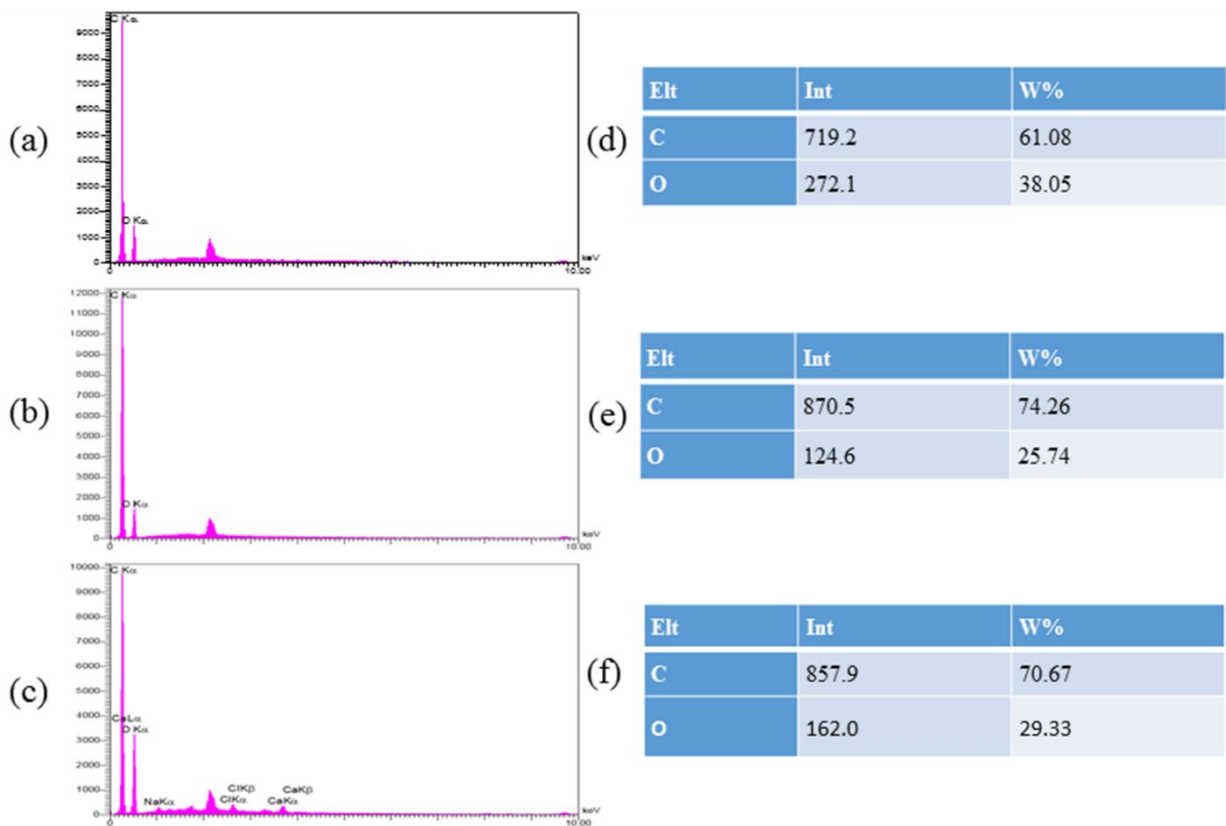 (a)
C Kα
O Kα
9000
8000
7000
6000
5000
4000
3000
2000
1000
0
0
10.00
keV
(d)
Elt Int W%
C 719.2 61.08
O 272.1 38.05
(b)
C Kα
O Kα
12000
11000
10000
9000
8000
7000
6000
5000
4000
3000
2000
1000
0
0
10.00
keV
(e)
Elt Int W%
C 870.5 74.26
O 124.6 25.74
(c)
C Kα
CaLα
O Kα
NaKα
ClKβ
ClKα
CaKβ
CaKα
10000
9000
8000
7000
6000
5000
4000
3000
2000
1000
0
0
10.00
keV
(f)
Elt Int W%
C 857.9 70.67
O 162.0 29.33